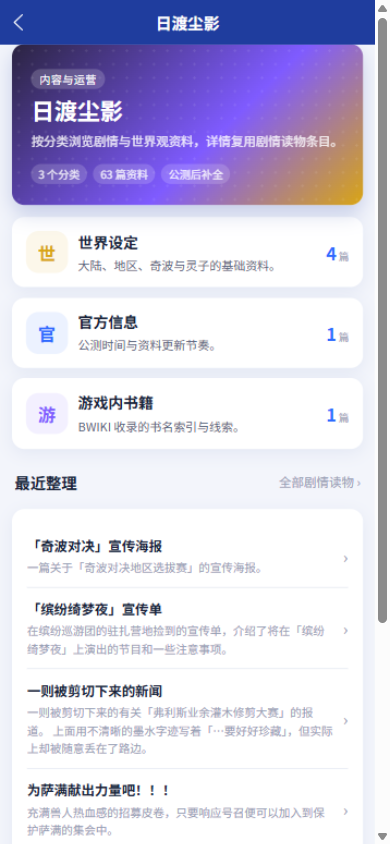 日渡尘影
内容与运营
日渡尘影
按分类浏览剧情与世界观资料，详情复用剧情读物条目。
3 个分类 63 篇资料 公测后补全
世 世界设定 4 篇
大陆、地区、奇波与灵子的基础资料。
官 官方信息 1 篇
公测时间与资料更新节奏。
游 游戏内书籍 1 篇
BWIKI 收录的书名索引与线索。
最近整理 全部剧情读物 ›
「奇波对决」宣传海报
一篇关于「奇波对决地区选拔赛」的宣传海报。
「缤纷绮梦夜」宣传单
在缤纷巡游团的驻扎营地捡到的宣传单，介绍了将在「缤纷
绮梦夜」上演出的节目和一些注意事项。
一则被剪切下来的新闻
一则被剪切下来的有关「弗利斯业余灌木修剪大赛」的报
道。 上面用不清晰的墨水字迹写着「…要好好珍藏」，但实际
上却被随意丢在了路边。
为萨满献出力量吧！！！
充满兽人热血感的招募皮卷，只要响应号召便可以加入到保
护萨满的集会中。